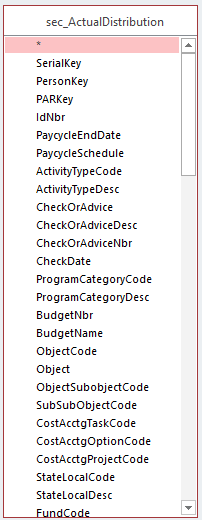 sec_ActualDistribution
*
SerialKey
PersonKey
PARKey
IdNbr
PaycycleEndDate
PaycycleSchedule
ActivityTypeCode
ActivityTypeDesc
CheckOrAdvice
CheckOrAdviceDesc
CheckOrAdviceNbr
CheckDate
ProgramCategoryCode
ProgramCategoryDesc
BudgetNbr
BudgetName
ObjectCode
Object
ObjectSubobjectCode
SubSubObjectCode
CostAcctgTaskCode
CostAcctgOptionCode
CostAcctgProjectCode
StateLocalCode
StateLocalDesc
FundCode